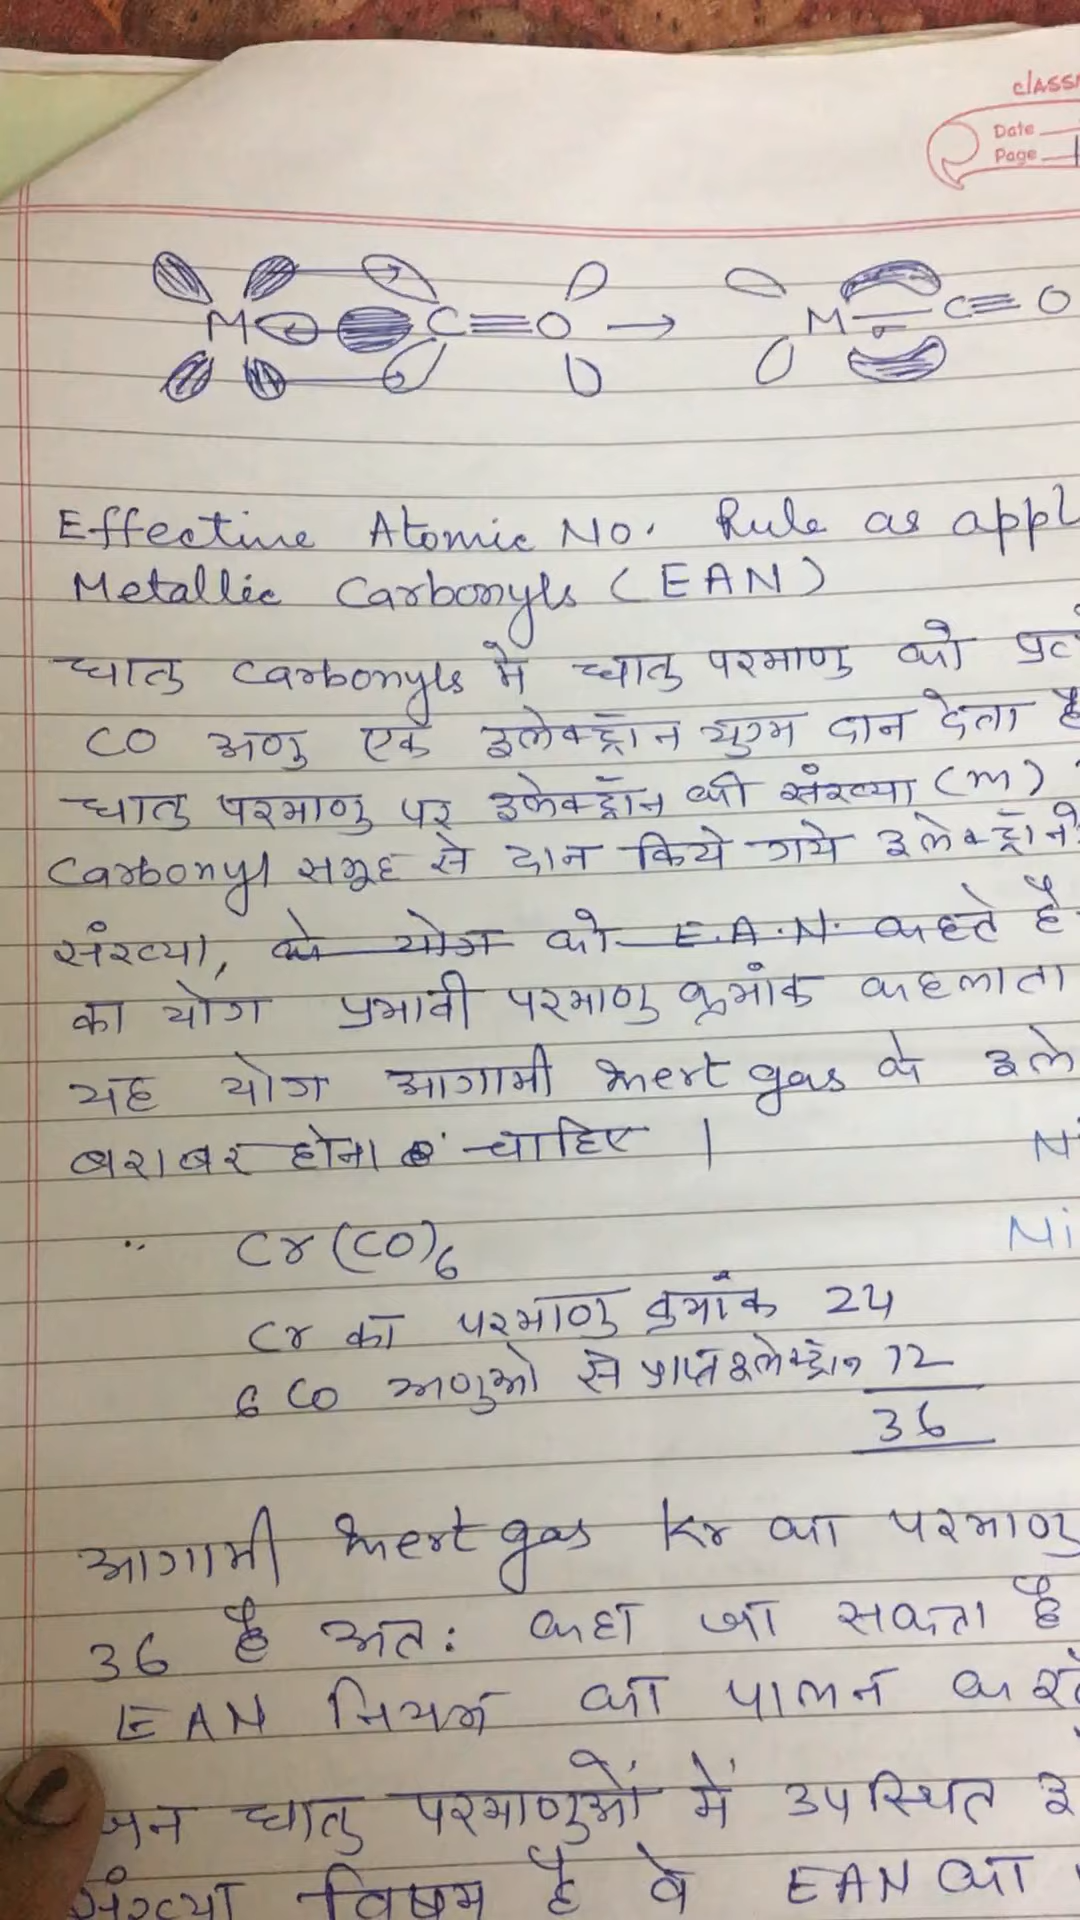 classm
Date
Page
M C≡O → M C≡O
Effective Atomic No. Rule as appl
Metallic Carbonyls (EAN)
धातु carbonyls में धातु परमाणु को
CO अणु एक इलेक्ट्रॉन युग्म दान देता है
धातु परमाणु पर इलेक्ट्रॉन की संख्या (m)
Carbonyl समूह से दान किये गये इलेक्ट्रॉनो
संख्या, के योग को E.A.N. कहते है
का योग प्रभावी परमाणु क्रमांक कहलाता
यह योग आगामी Inert gas के इले
बराबर होना चाहिए |
Ni
∵ Cr(CO)6
Ni
Cr का परमाणु क्रमांक 24
6 CO अणुओ से प्राप्त इलेक्ट्रॉन 12
36
आगामी Inert gas Kr का परमाणु
36 है अत: कहा जा सकता है
EAN नियम का पालन करते
जिन धातु परमाणुओं में उपस्थित इ
संख्या विषम है वे EAN का